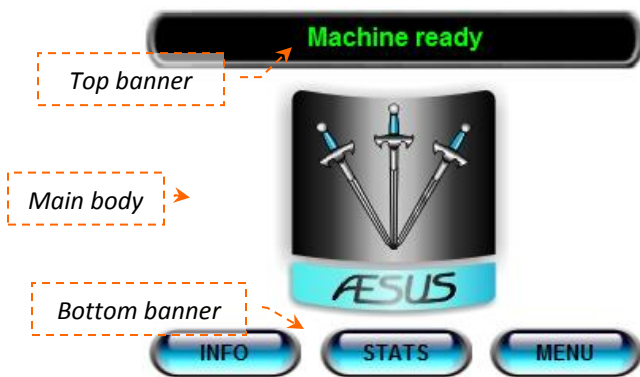 Machine ready
Top banner
Main body
ÆSUS
Bottom banner
INFO STATS MENU